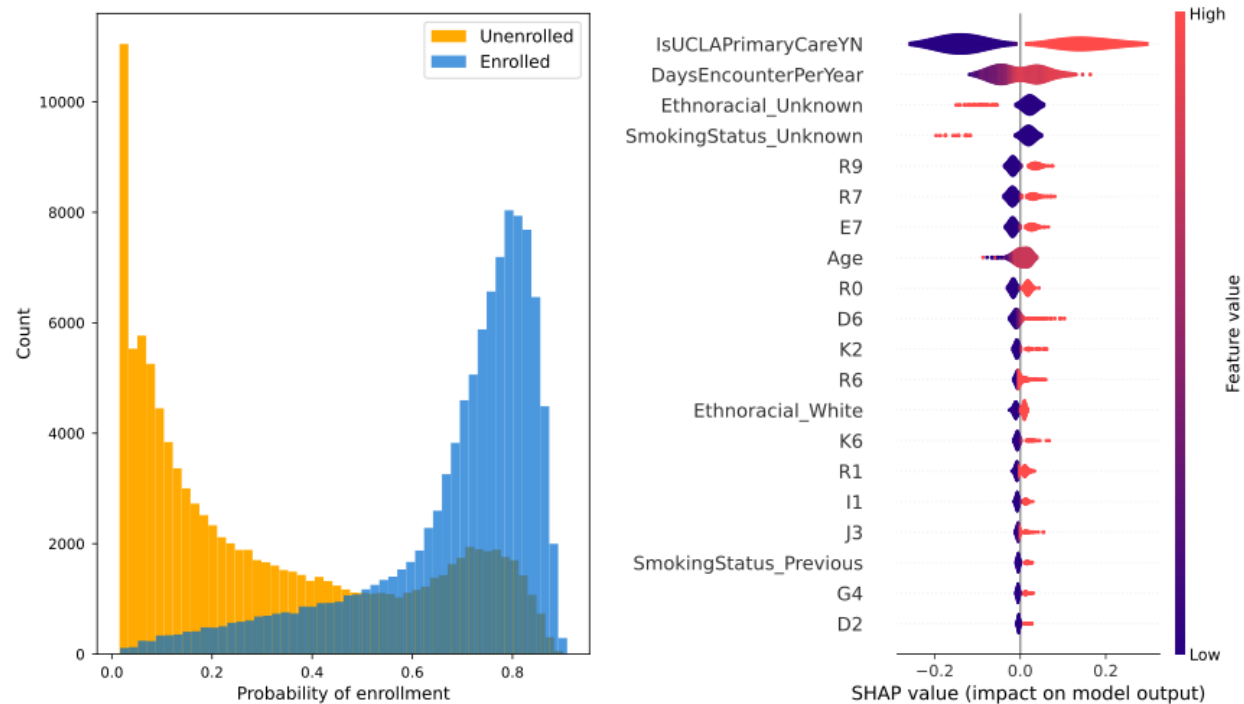 Unenrolled
Enrolled
10000
8000
6000
4000
2000
0
Count
0.0 0.2 0.4 0.6 0.8
Probability of enrollment
IsUCLAPrimaryCareYN
DaysEncounterPerYear
Ethnoracial_Unknown
SmokingStatus_Unknown
R9
R7
E7
Age
R0
D6
K2
R6
Ethnoracial_White
K6
R1
I1
J3
SmokingStatus_Previous
G4
D2
−0.2 0.0 0.2
SHAP value (impact on model output)
High
Low
Feature value